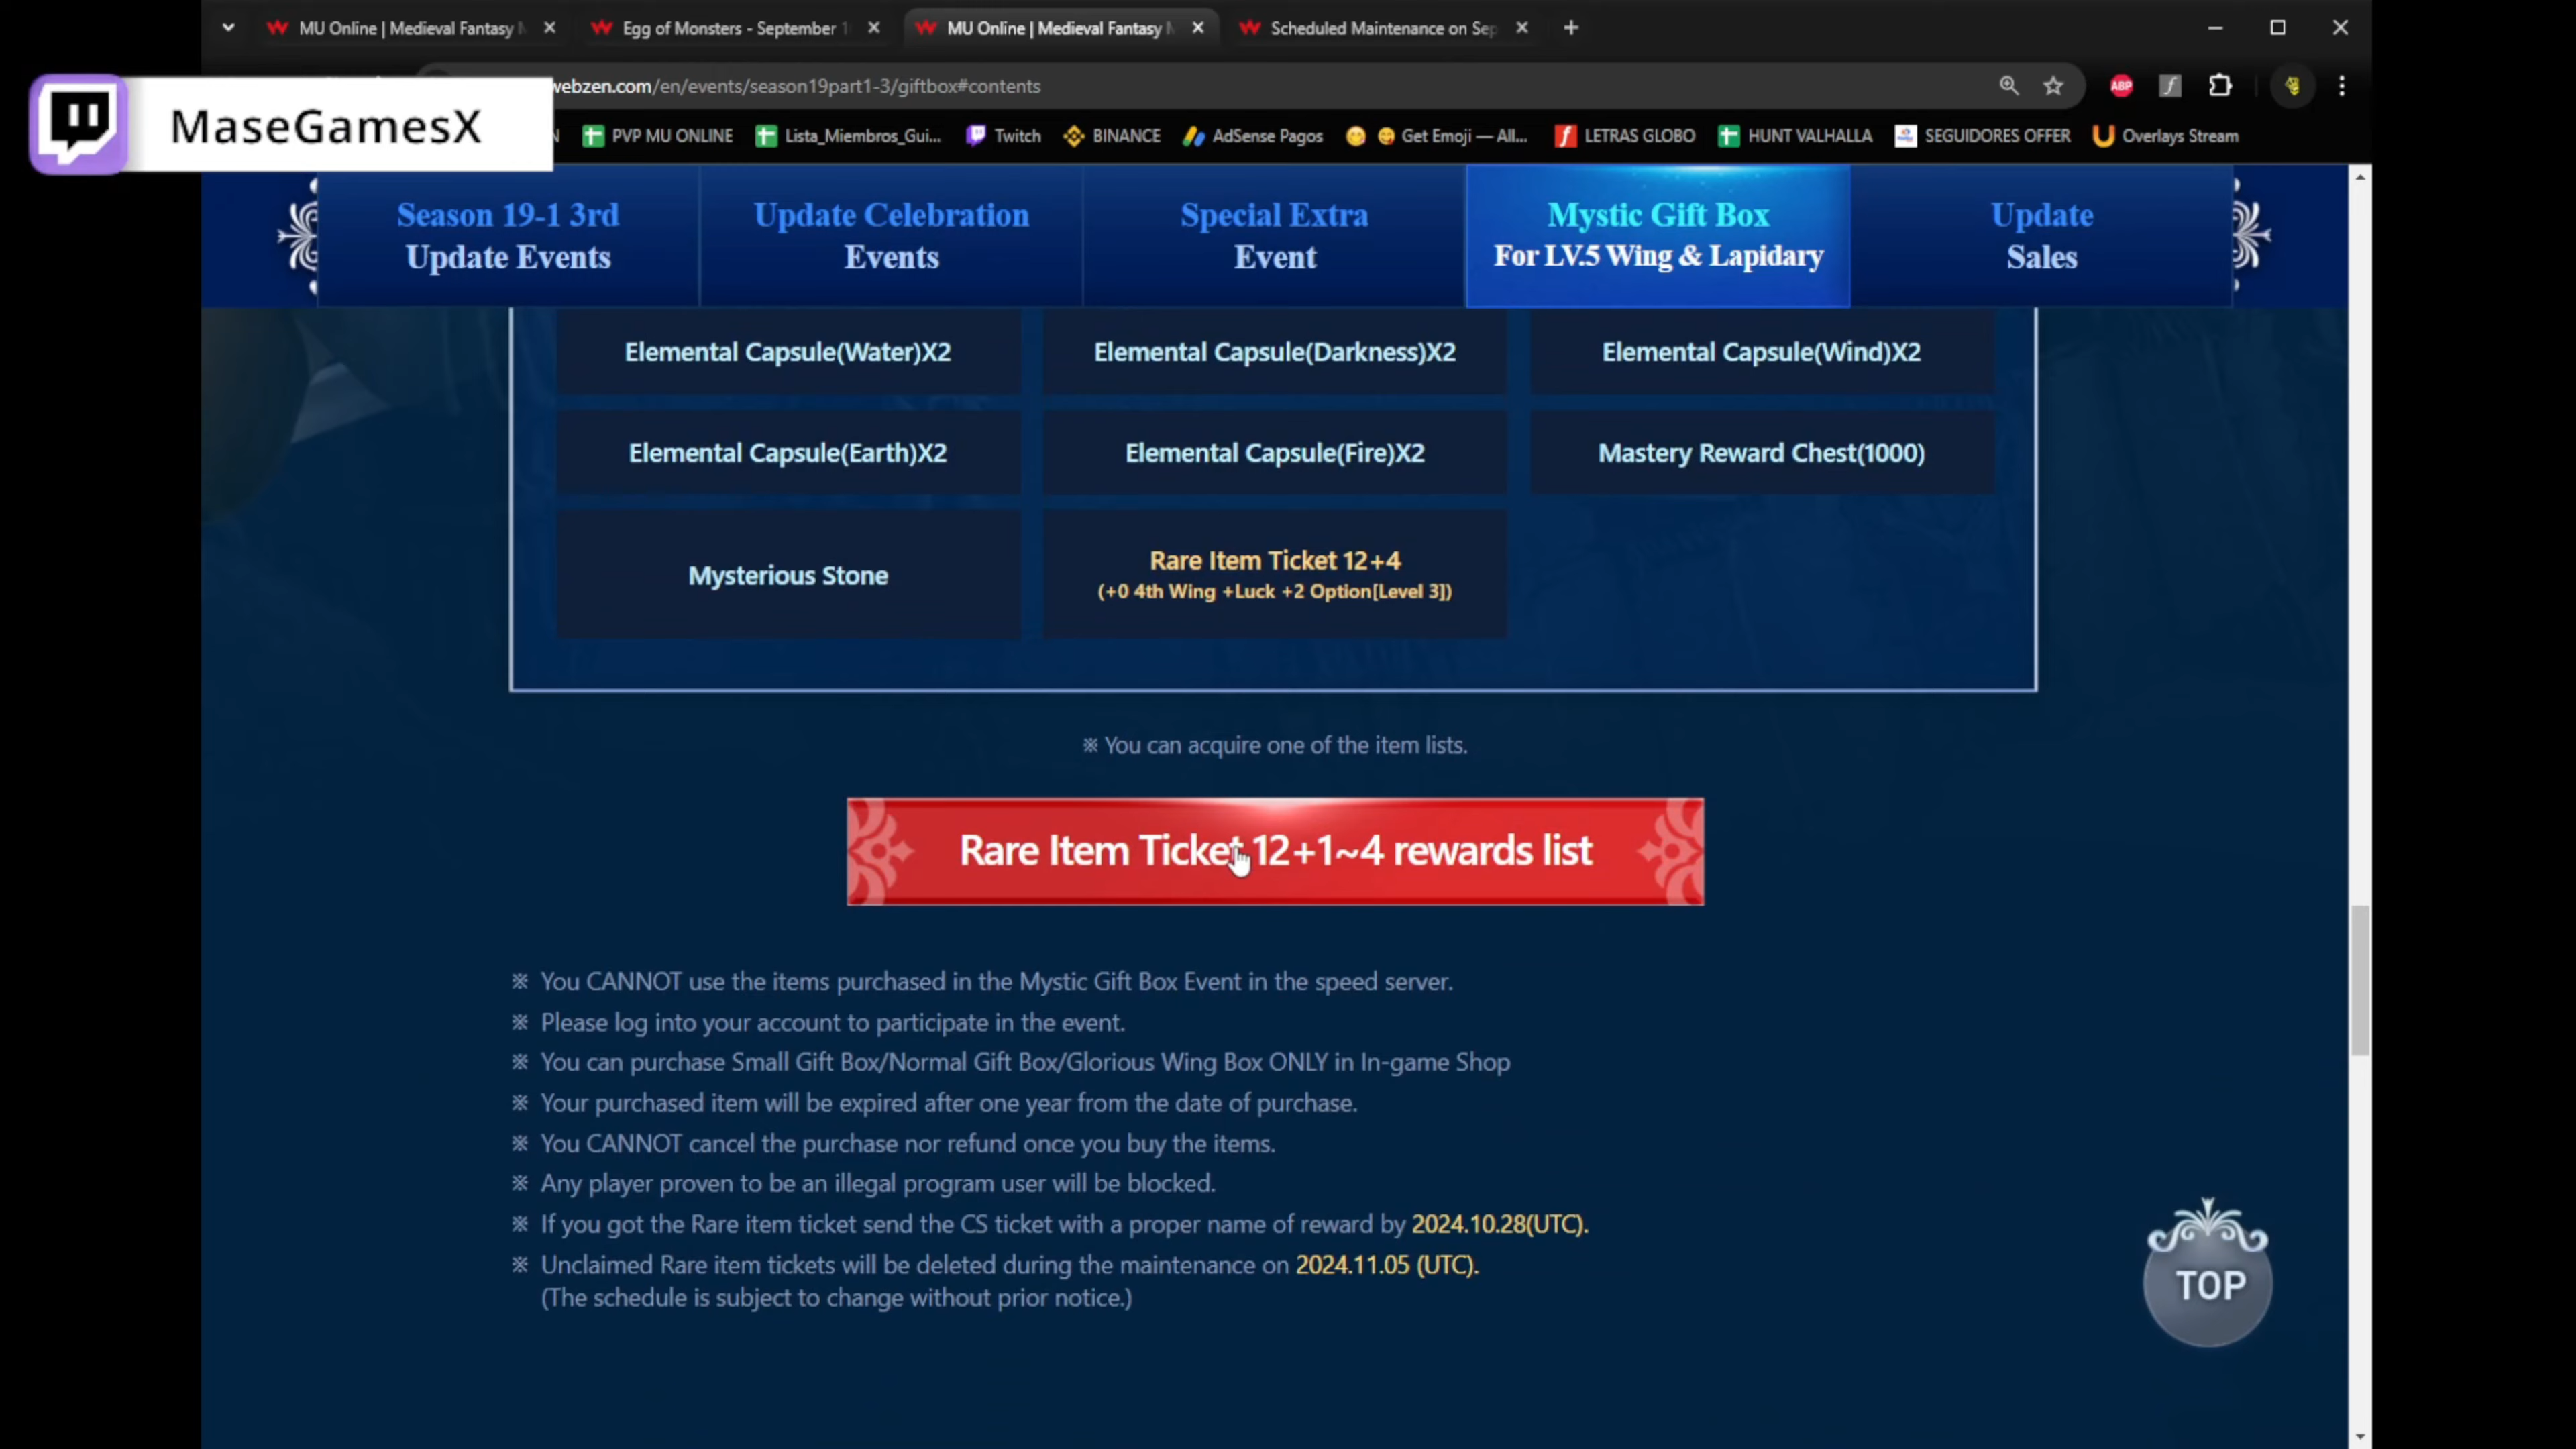 MU Online | Medieval Fantasy
Egg of Monsters - September 1
MU Online | Medieval Fantasy
Scheduled Maintenance on Sep
MaseGamesX
webzen.com/en/events/season19part1-3/giftbox#contents
ABP
N
PVP MU ONLINE
Lista_Miembros_Gui...
Twitch
BINANCE
AdSense Pagos
Get Emoji — All...
LETRAS GLOBO
HUNT VALHALLA
SEGUIDORES OFFER
Overlays Stream
Season 19-1 3rd
Update Events
Update Celebration
Events
Special Extra
Event
Mystic Gift Box
For LV.5 Wing & Lapidary
Update
Sales
Elemental Capsule(Water)X2
Elemental Capsule(Darkness)X2
Elemental Capsule(Wind)X2
Elemental Capsule(Earth)X2
Elemental Capsule(Fire)X2
Mastery Reward Chest(1000)
Mysterious Stone
Rare Item Ticket 12+4
(+0 4th Wing +Luck +2 Option[Level 3])
※ You can acquire one of the item lists.
Rare Item Ticket 12+1~4 rewards list
※ You CANNOT use the items purchased in the Mystic Gift Box Event in the speed server.
※ Please log into your account to participate in the event.
※ You can purchase Small Gift Box/Normal Gift Box/Glorious Wing Box ONLY in In-game Shop
※ Your purchased item will be expired after one year from the date of purchase.
※ You CANNOT cancel the purchase nor refund once you buy the items.
※ Any player proven to be an illegal program user will be blocked.
※ If you got the Rare item ticket send the CS ticket with a proper name of reward by 2024.10.28(UTC).
※ Unclaimed Rare item tickets will be deleted during the maintenance on 2024.11.05 (UTC).
(The schedule is subject to change without prior notice.)
TOP